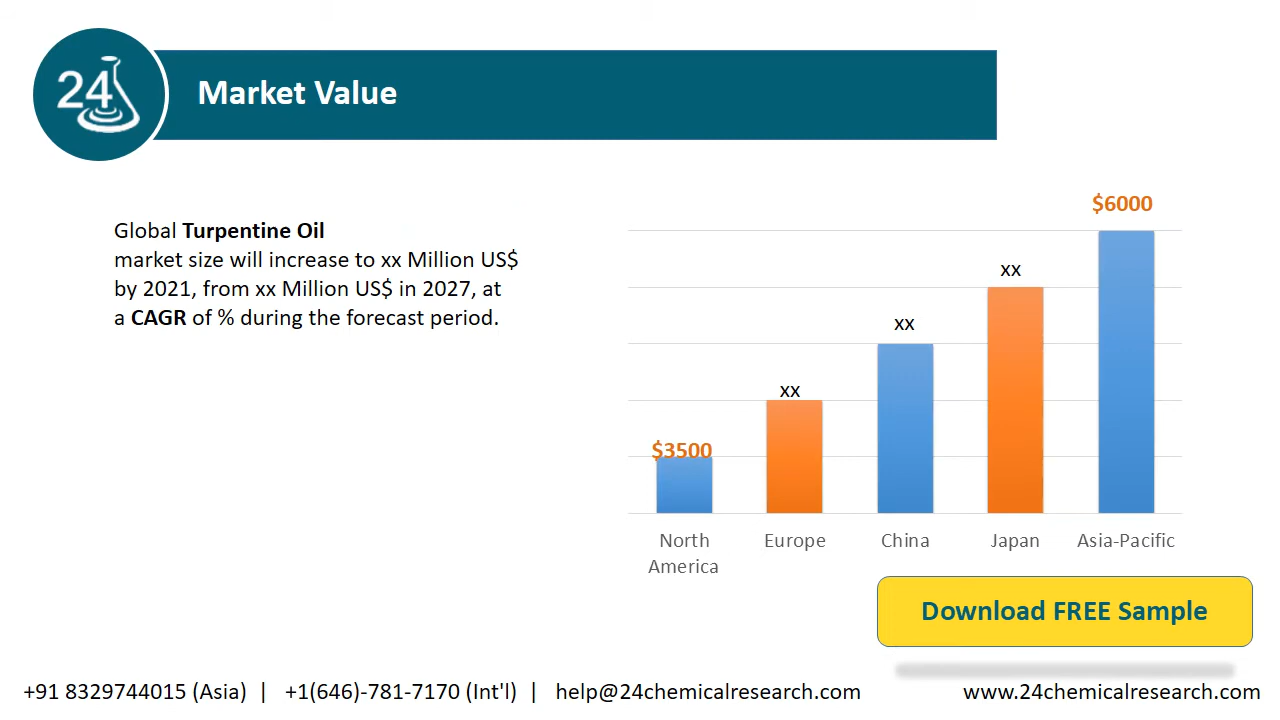 24
Market Value
Global Turpentine Oil
market size will increase to xx Million US$
by 2021, from xx Million US$ in 2027, at
a CAGR of % during the forecast period.
$6000
xx
xx
xx
$3500
North
America
Europe
China
Japan
Asia-Pacific
Download FREE Sample
+91 8329744015 (Asia) | +1(646)-781-7170 (Int'l) | help@24chemicalresearch.com
www.24chemicalresearch.com